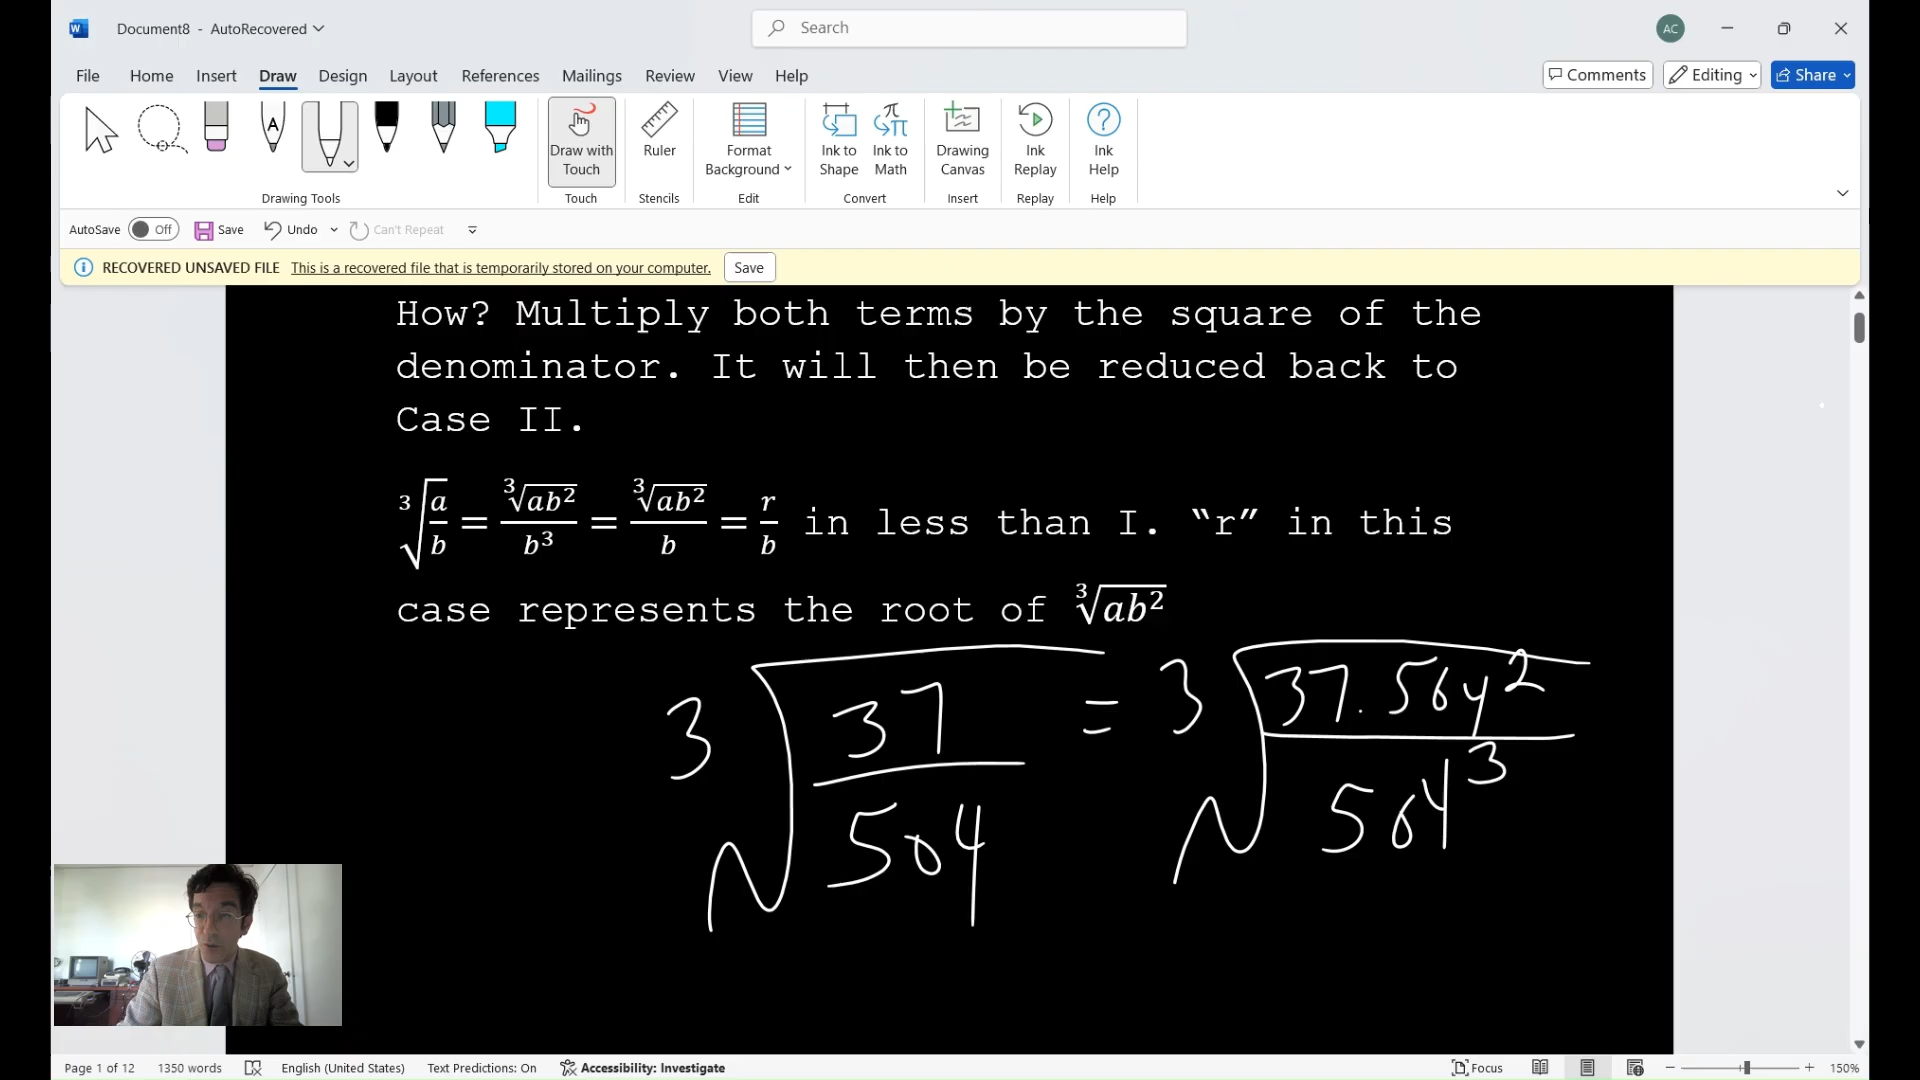 Document8 - AutoRecovered
Search
AC
File Home Insert Draw Design Layout References Mailings Review View Help
Comments Editing Share
A
Draw with Touch
Ruler
Format Background
Ink to Shape
Ink to Math
Drawing Canvas
Ink Replay
Ink Help
Drawing Tools Touch Stencils Edit Convert Insert Replay Help
AutoSave Off Save Undo Can't Repeat
RECOVERED UNSAVED FILE This is a recovered file that is temporarily stored on your computer. Save
How? Multiply both terms by the square of the
denominator. It will then be reduced back to
Case II.
∛(a/b) = ∛(ab²)/b³ = ∛(ab²)/b = r/b in less than I. “r” in this
case represents the root of ∛(ab²)
∛(37/504) = ∛(37.504²/504³)
Page 1 of 12 1350 words English (United States) Text Predictions: On Accessibility: Investigate Focus 150%